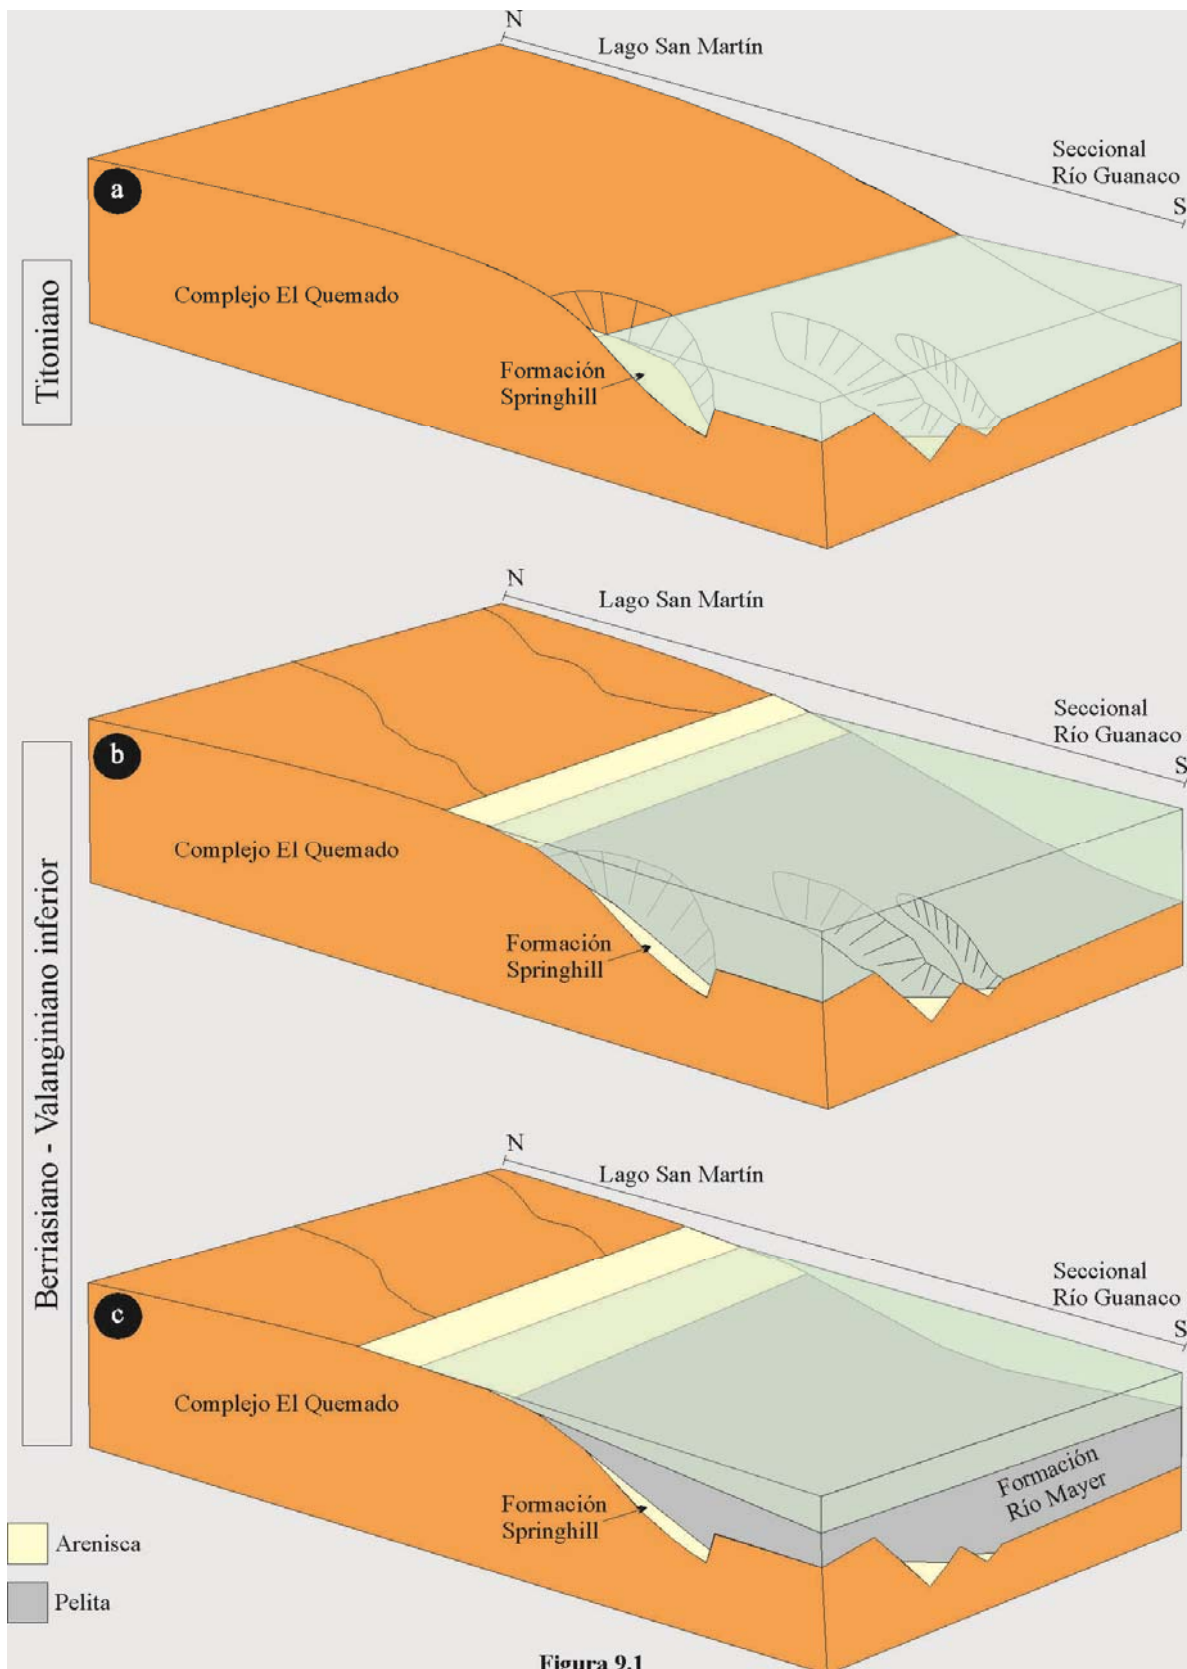 N
Lago San Martín
Seccional
Río Guanaco
S
a
Titoniano
Complejo El Quemado
Formación
Springhill
N
Lago San Martín
Seccional
Río Guanaco
S
b
Berriasiano - Valanginiano inferior
Complejo El Quemado
Formación
Springhill
N
Lago San Martín
Seccional
Río Guanaco
S
c
Complejo El Quemado
Formación
Río Mayer
Formación
Springhill
Arenisca
Pelita
Figura 9.1